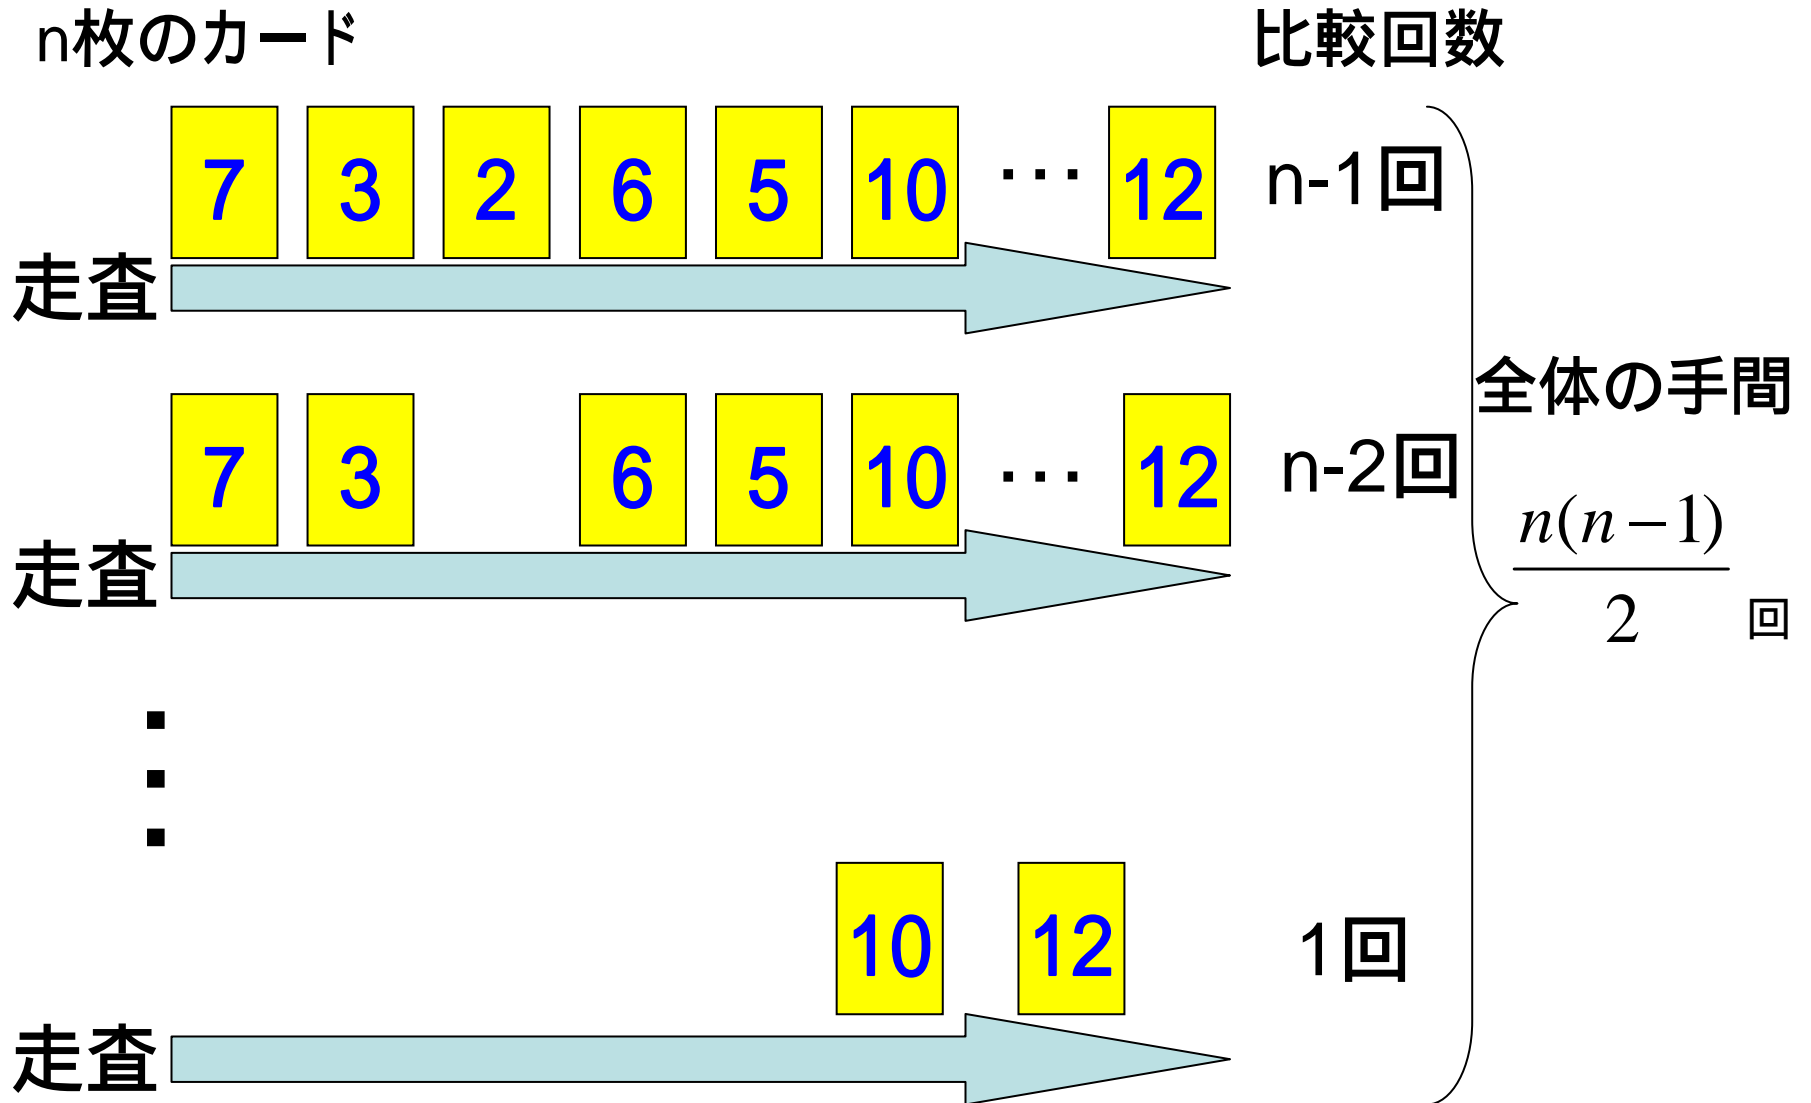 n枚のカード 比較回数
7 3 2 6 5 10 ･･･ 12 n-1回
走査
全体の手間
7 3 6 5 10 ･･･ 12 n-2回
n(n−1)/2 回
走査
･
･
･
10 12 1回
走査